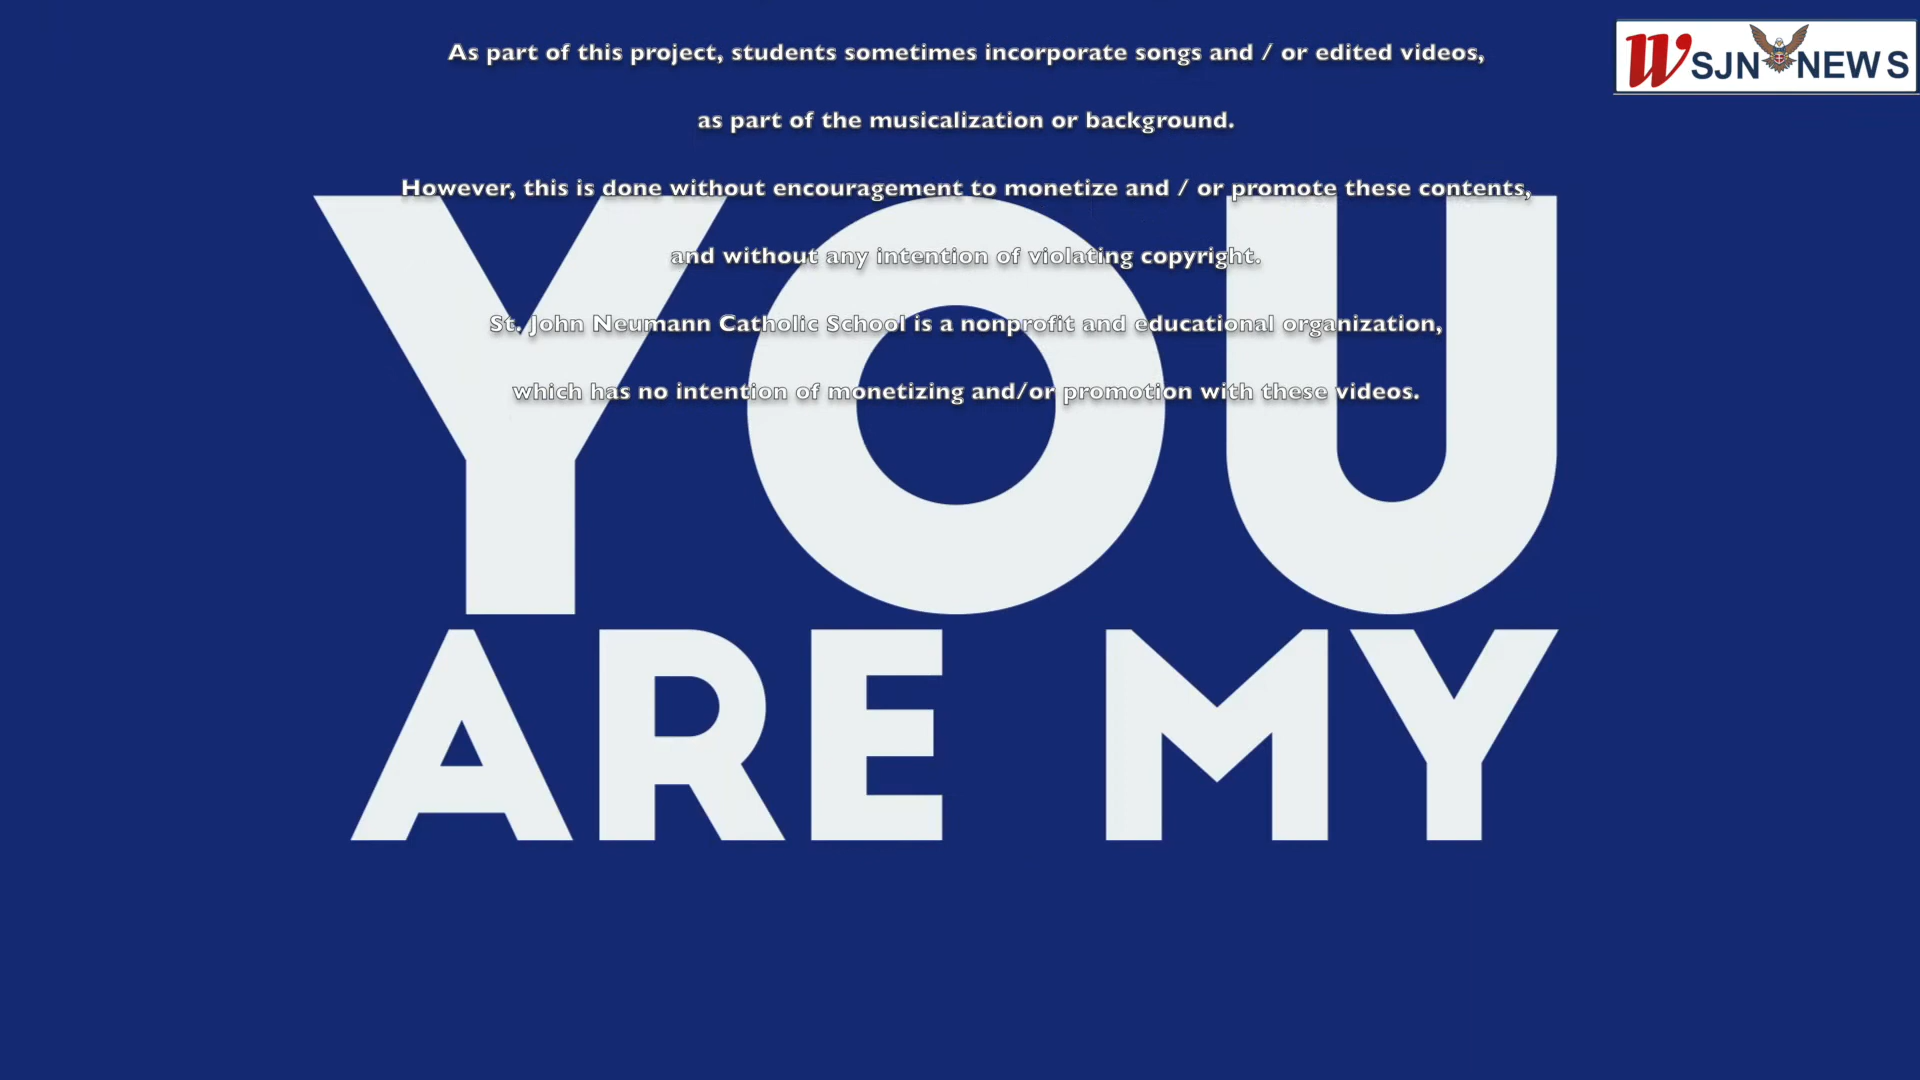 As part of this project, students sometimes incorporate songs and / or edited videos,
as part of the musicalization or background.
However, this is done without encouragement to monetize and / or promote these contents,
and without any intention of violating copyright.
St. John Neumann Catholic School is a nonprofit and educational organization,
which has no intention of monetizing and/or promotion with these videos.
WSJN NEWS
YOU
ARE MY